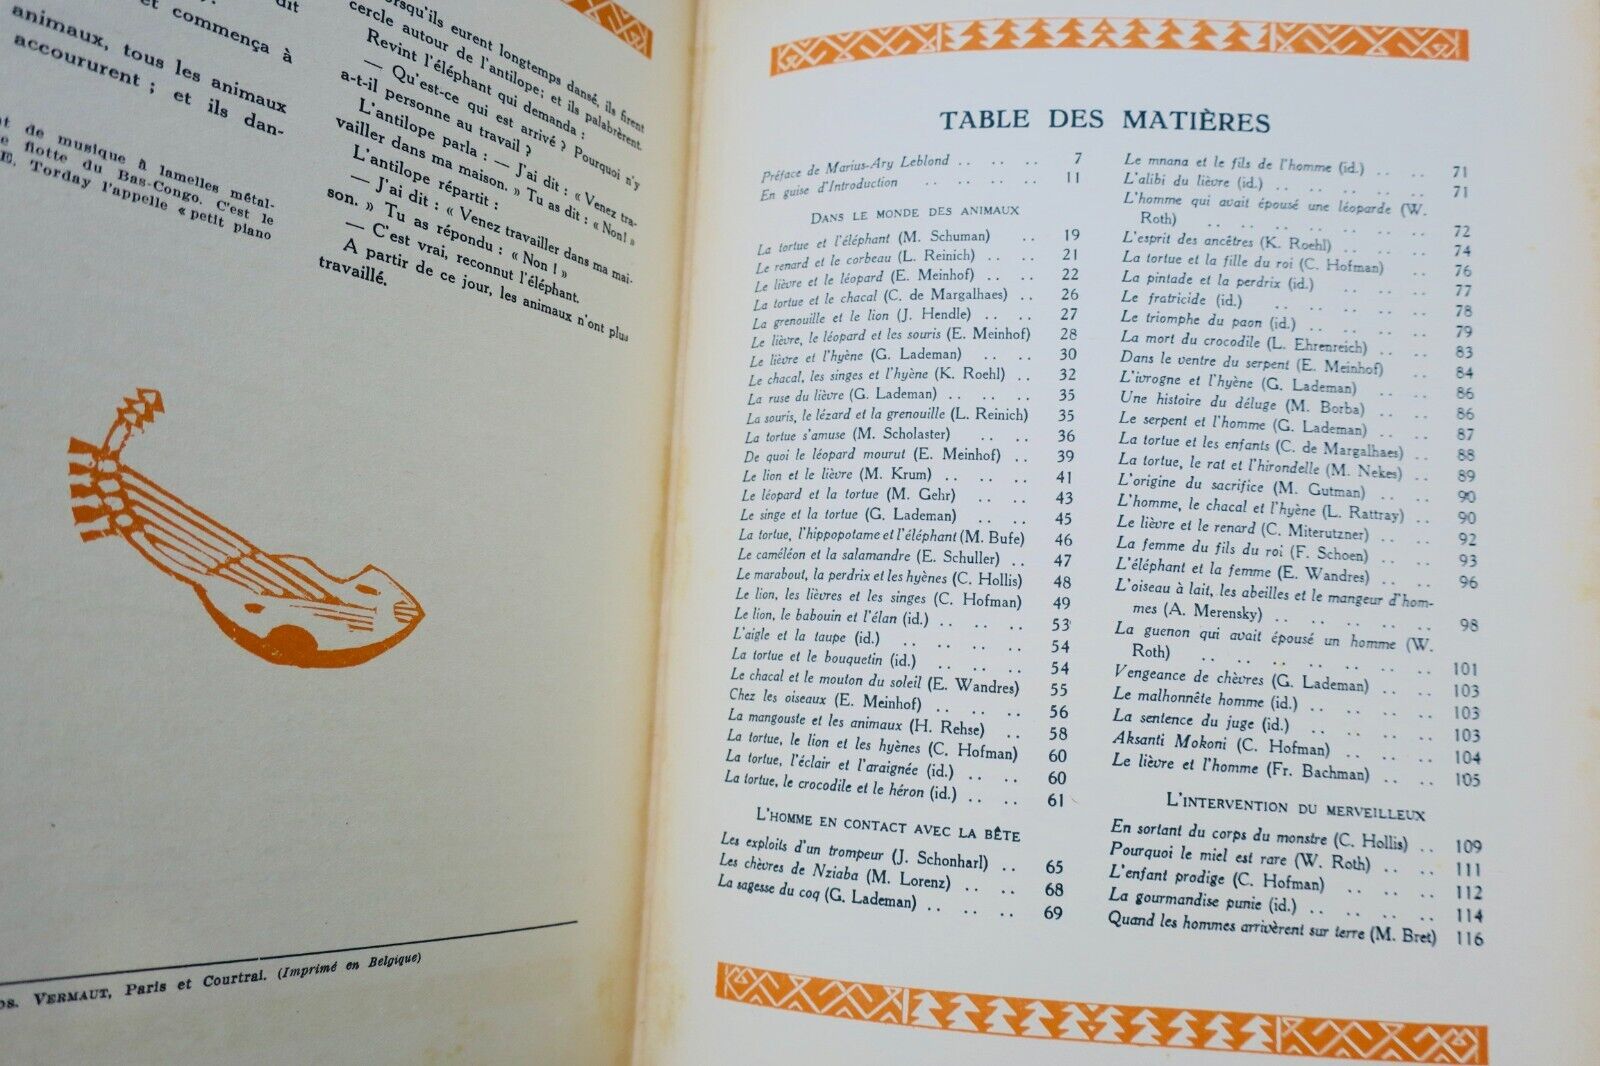 dit
et commença à
animaux, tous les animaux
accoururent ; et ils dan-
de musique à lamelles métal-
flotte du Bas-Congo. C'est le
E. Torday l'appelle « petit piano
lorsqu'ils eurent longtemps dansé, ils firent
cercle autour de l'antilope; et ils palabrèrent.
Revint l'éléphant qui demanda :
— Qu'est-ce qui est arrivé ? Pourquoi n'y
a-t-il personne au travail ?
L'antilope parla : — J'ai dit : « Venez tra-
vailler dans ma maison. » Tu as dit : « Non! »
L'antilope répartit :
— J'ai dit : « Venez travailler dans ma mai-
son. » Tu as répondu : « Non ! »
— C'est vrai, reconnut l'éléphant.
A partir de ce jour, les animaux n'ont plus
travaillé.
VERMAUT, Paris et Courtrai. (Imprimé en Belgique)
TABLE DES MATIÈRES
Préface de Marius-Ary Leblond .. .. .. 7
En guise d'Introduction .. .. .. .. 11
DANS LE MONDE DES ANIMAUX
La tortue et l'éléphant (M. Schuman) .. 19
Le renard et le corbeau (L. Reinich) .. .. 21
Le lièvre et le léopard (E. Meinhof) .. .. 22
La tortue et le chacal (C. de Margalhaes) .. 26
La grenouille et le lion (J. Hendle) .. .. 27
Le lièvre, le léopard et les souris (E. Meinhof) 28
Le lièvre et l'hyène (G. Lademan) .. .. 30
Le chacal, les singes et l'hyène (K. Roehl) .. 32
La ruse du lièvre (G. Lademan) .. .. .. 35
La souris, le lézard et la grenouille (L. Reinich) 35
La tortue s'amuse (M. Scholaster) .. .. 36
De quoi le léopard mourut (E. Meinhof) .. 39
Le lion et le lièvre (M. Krum) .. .. .. 41
Le léopard et la tortue (M. Gehr) .. .. 43
Le singe et la tortue (G. Lademan) .. .. 45
La tortue, l'hippopotame et l'éléphant (M. Bufe) 46
Le caméléon et la salamandre (E. Schuller) .. 47
Le marabout, la perdrix et les hyènes (C. Hollis) 48
Le lion, les lièvres et les singes (C. Hofman) 49
Le lion, le babouin et l'élan (id.) .. .. .. 53
L'aigle et la taupe (id.) .. .. .. .. 54
La tortue et le bouquetin (id.) .. .. .. 54
Le chacal et le mouton du soleil (E. Wandres) 55
Chez les oiseaux (E. Meinhof) .. .. .. 56
La mangouste et les animaux (H. Rehse) .. 58
La tortue, le lion et les hyènes (C. Hofman) 60
La tortue, l'éclair et l'araignée (id.) .. .. 60
La tortue, le crocodile et le héron (id.) .. .. 61
L'HOMME EN CONTACT AVEC LA BÊTE
Les exploits d'un trompeur (J. Schonharl) .. 65
Les chèvres de Nziaba (M. Lorenz) .. .. 68
La sagesse du coq (G. Lademan) .. .. .. 69
Le mnana et le fils de l'homme (id.) .. .. 71
L'alibi du lièvre (id.) .. .. .. .. .. 71
L'homme qui avait épousé une léoparde (W.
Roth) .. .. .. .. .. .. .. 72
L'esprit des ancêtres (K. Roehl) .. .. .. 74
La tortue et la fille du roi (C. Hofman) .. 76
La pintade et la perdrix (id.) .. .. .. 77
Le fratricide (id.) .. .. .. .. .. 78
Le triomphe du paon (id.) .. .. .. .. 79
La mort du crocodile (L. Ehrenreich) .. .. 83
Dans le ventre du serpent (E. Meinhof) .. 84
L'ivrogne et l'hyène (G. Lademan) .. .. 86
Une histoire du déluge (M. Borba) .. .. 86
Le serpent et l'homme (G. Lademan) .. .. 87
La tortue et les enfants (C. de Margalhaes) .. 88
La tortue, le rat et l'hirondelle (M. Nekes) .. 89
L'origine du sacrifice (M. Gutman) .. .. 90
L'homme, le chacal et l'hyène (L. Rattray) .. 90
Le lièvre et le renard (C. Miterutzner) .. .. 92
La femme du fils du roi (F. Schoen) .. .. 93
L'éléphant et la femme (E. Wandres) .. .. 96
L'oiseau à lait, les abeilles et le mangeur d'hom-
mes (A. Merensky) .. .. .. .. .. 98
La guenon qui avait épousé un homme (W.
Roth) .. .. .. .. .. .. .. 101
Vengeance de chèvres (G. Lademan) .. .. 103
Le malhonnête homme (id.) .. .. .. .. 103
La sentence du juge (id.) .. .. .. .. 103
Aksanti Mokoni (C. Hofman) .. .. .. 104
Le lièvre et l'homme (Fr. Bachman) .. .. 105
L'INTERVENTION DU MERVEILLEUX
En sortant du corps du monstre (C. Hollis) .. 109
Pourquoi le miel est rare (W. Roth) .. .. 111
L'enfant prodige (C. Hofman) .. .. .. 112
La gourmandise punie (id.) .. .. .. .. 114
Quand les hommes arrivèrent sur terre (M. Bret) 116